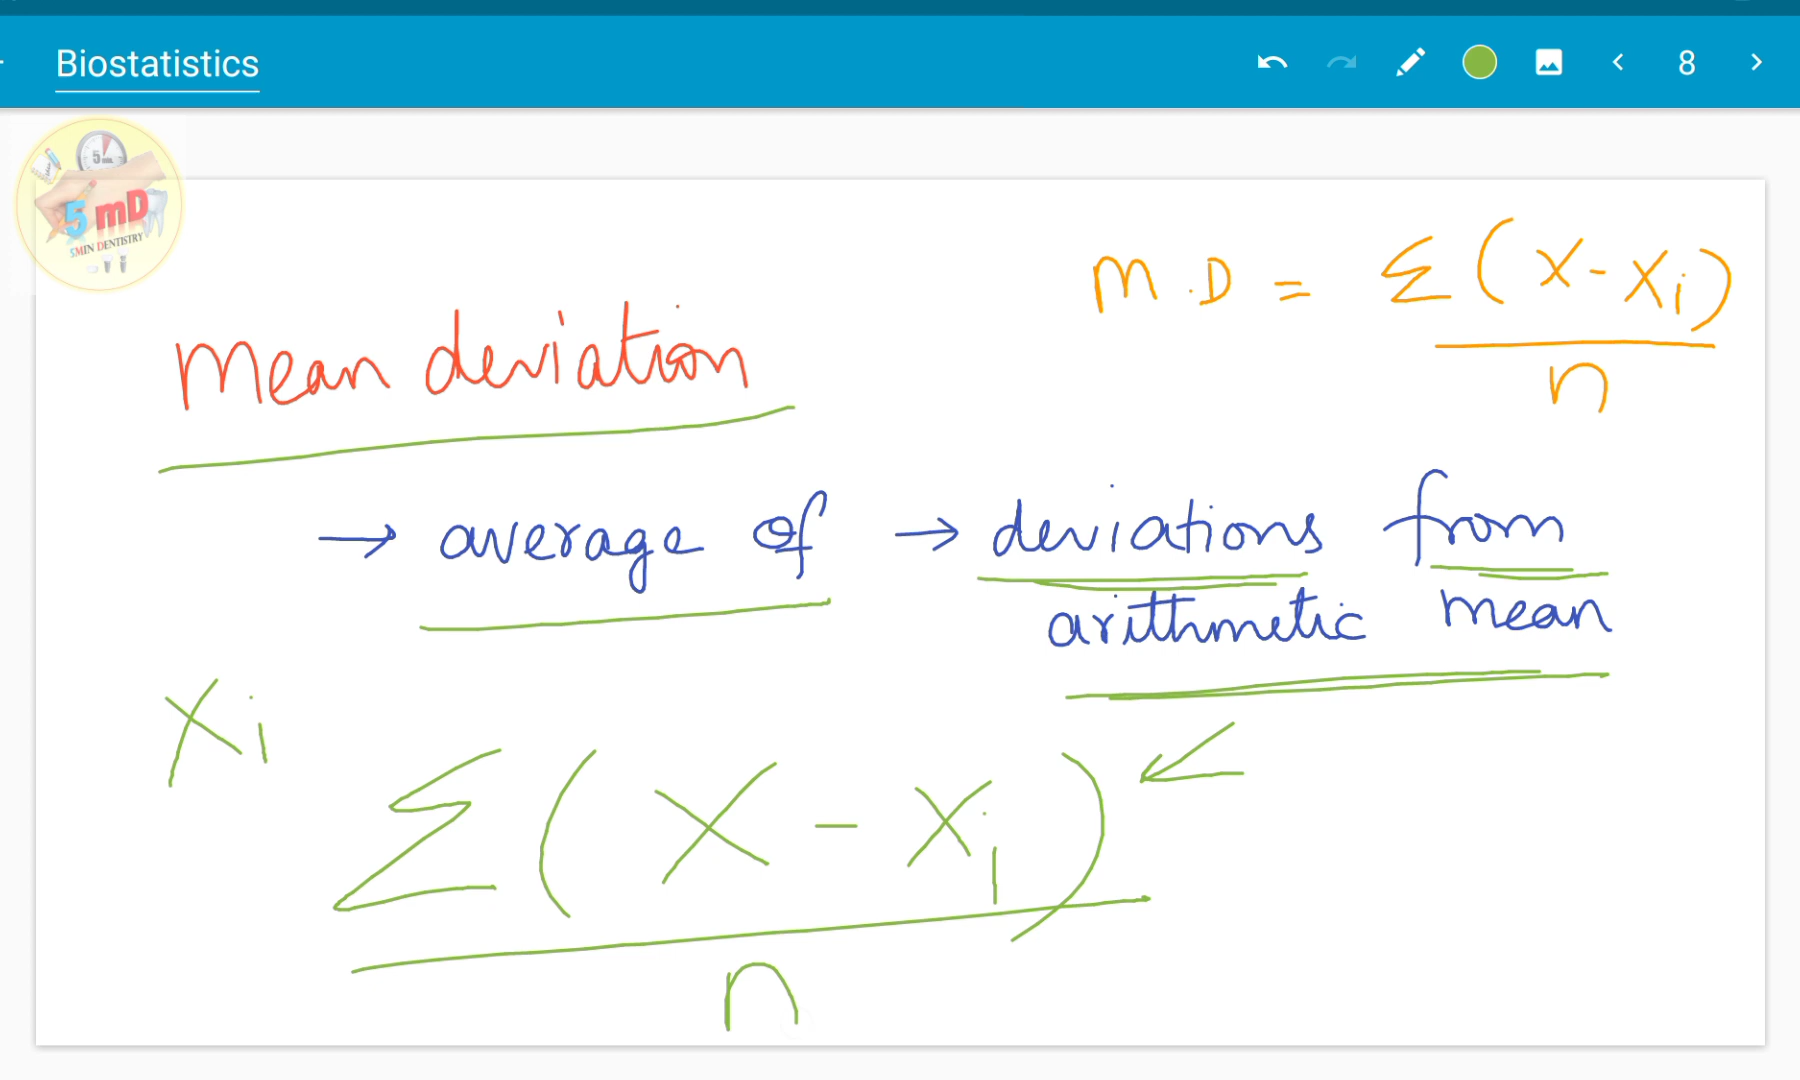 Biostatistics
8
5 mD
5MIN DENTISTRY
M.D = Σ(X-Xi)
n
mean deviation
→ average of → deviations from
arithmetic mean
Xi
Σ(X-Xi)
n